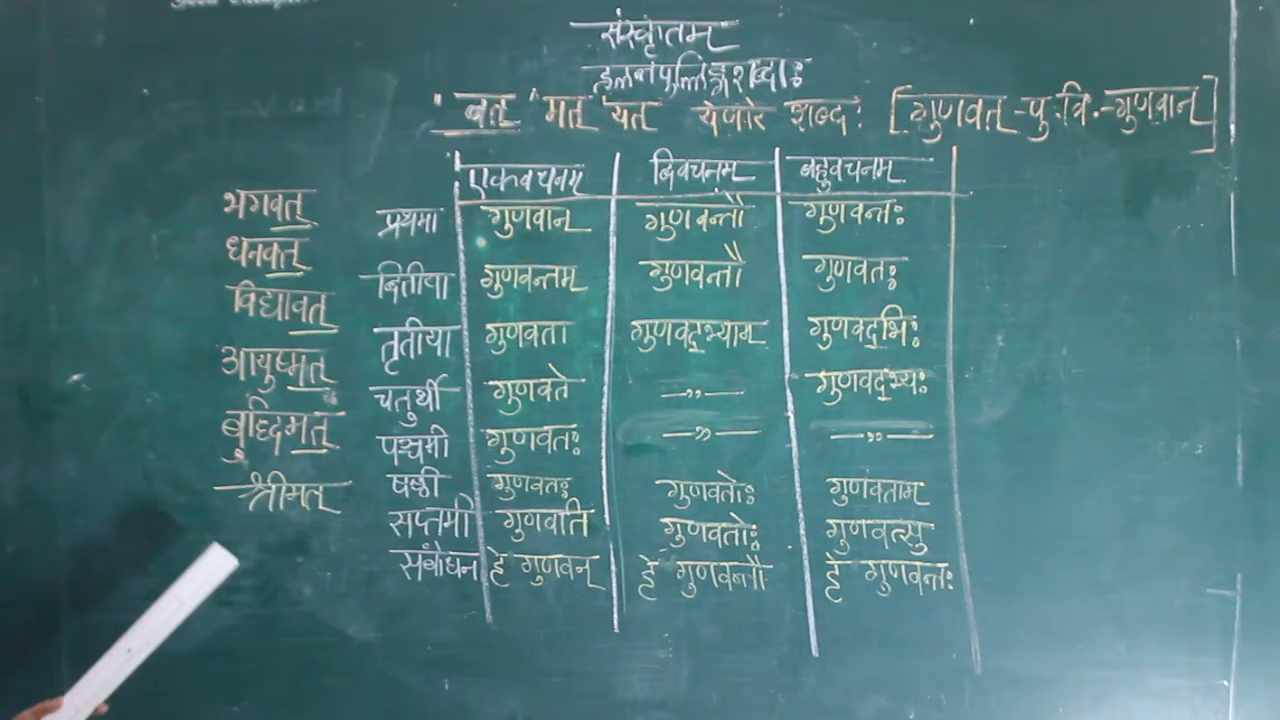 संस्कृतम्
हलन्तपुल्लिङ्गशब्दाः
"वत् "मत् यत् शब्दः [गुणवत् -पु.वि.-गुणवान्]
एकवचनम् द्विवचनम् बहुवचनम्
भगवत् प्रथमा गुणवान् गुणवन्तौ गुणवन्तः
धनवत् द्वितीया गुणवन्तम् गुणवन्तौ गुणवतः
विद्यावत् तृतीया गुणवता गुणवद्भ्याम् गुणवद्भिः
आयुष्मत् चतुर्थी गुणवते —,,— गुणवद्भ्यः
बुद्धिमत् पञ्चमी गुणवतः —,,— —,,—
श्रीमत् षष्ठी गुणवतः गुणवतोः गुणवताम्
सप्तमी गुणवति गुणवतोः गुणवत्सु
संबोधन हे गुणवन् हे गुणवन्तौ हे गुणवन्तः